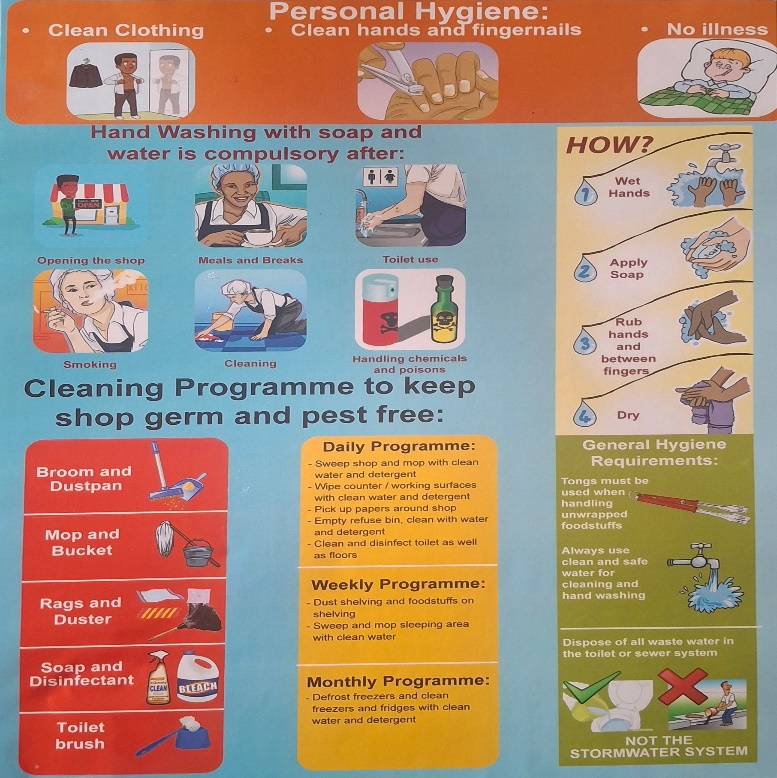 Personal Hygiene:
• Clean Clothing
• Clean hands and fingernails
• No illness
Hand Washing with soap and
water is compulsory after:
OPEN
Opening the shop
Meals and Breaks
Toilet use
Smoking
Cleaning
Handling chemicals
and poisons
HOW?
1
Wet
Hands
2
Apply
Soap
3
Rub
hands
and
between
fingers
4
Dry
Cleaning Programme to keep
shop germ and pest free:
Broom and
Dustpan
Mop and
Bucket
Rags and
Duster
Soap and
Disinfectant
CLEAN
BLEACH
Toilet
brush
Daily Programme:
- Sweep shop and mop with clean
water and detergent
- Wipe counter / working surfaces
with clean water and detergent
- Pick up papers around shop
- Empty refuse bin, clean with water
and detergent
- Clean and disinfect toilet as well
as floors
Weekly Programme:
- Dust shelving and foodstuffs on
shelving
- Sweep and mop sleeping area
with clean water
Monthly Programme:
- Defrost freezers and clean
freezers and fridges with clean
water and detergent
General Hygiene
Requirements:
Tongs must be
used when
handling
unwrapped
foodstuffs
Always use
clean and safe
water for
cleaning and
hand washing
Dispose of all waste water in
the toilet or sewer system
NOT THE
STORMWATER SYSTEM